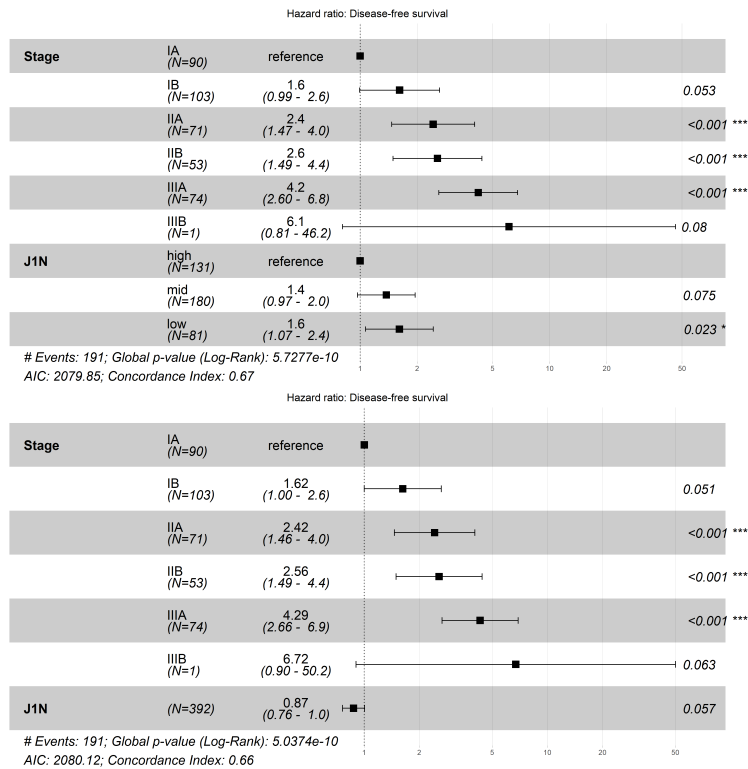 Hazard ratio: Disease-free survival
Stage IA (N=90) reference
IB (N=103) 1.6 (0.99 - 2.6) 0.053
IIA (N=71) 2.4 (1.47 - 4.0) <0.001 ***
IIB (N=53) 2.6 (1.49 - 4.4) <0.001 ***
IIIA (N=74) 4.2 (2.60 - 6.8) <0.001 ***
IIIB (N=1) 6.1 (0.81 - 46.2) 0.08
J1N high (N=131) reference
mid (N=180) 1.4 (0.97 - 2.0) 0.075
low (N=81) 1.6 (1.07 - 2.4) 0.023 *
# Events: 191; Global p-value (Log-Rank): 5.7277e-10
AIC: 2079.85; Concordance Index: 0.67
1 2 5 10 20 50
Hazard ratio: Disease-free survival
Stage IA (N=90) reference
IB (N=103) 1.62 (1.00 - 2.6) 0.051
IIA (N=71) 2.42 (1.46 - 4.0) <0.001 ***
IIB (N=53) 2.56 (1.49 - 4.4) <0.001 ***
IIIA (N=74) 4.29 (2.66 - 6.9) <0.001 ***
IIIB (N=1) 6.72 (0.90 - 50.2) 0.063
J1N (N=392) 0.87 (0.76 - 1.0) 0.057
# Events: 191; Global p-value (Log-Rank): 5.0374e-10
AIC: 2080.12; Concordance Index: 0.66
1 2 5 10 20 50